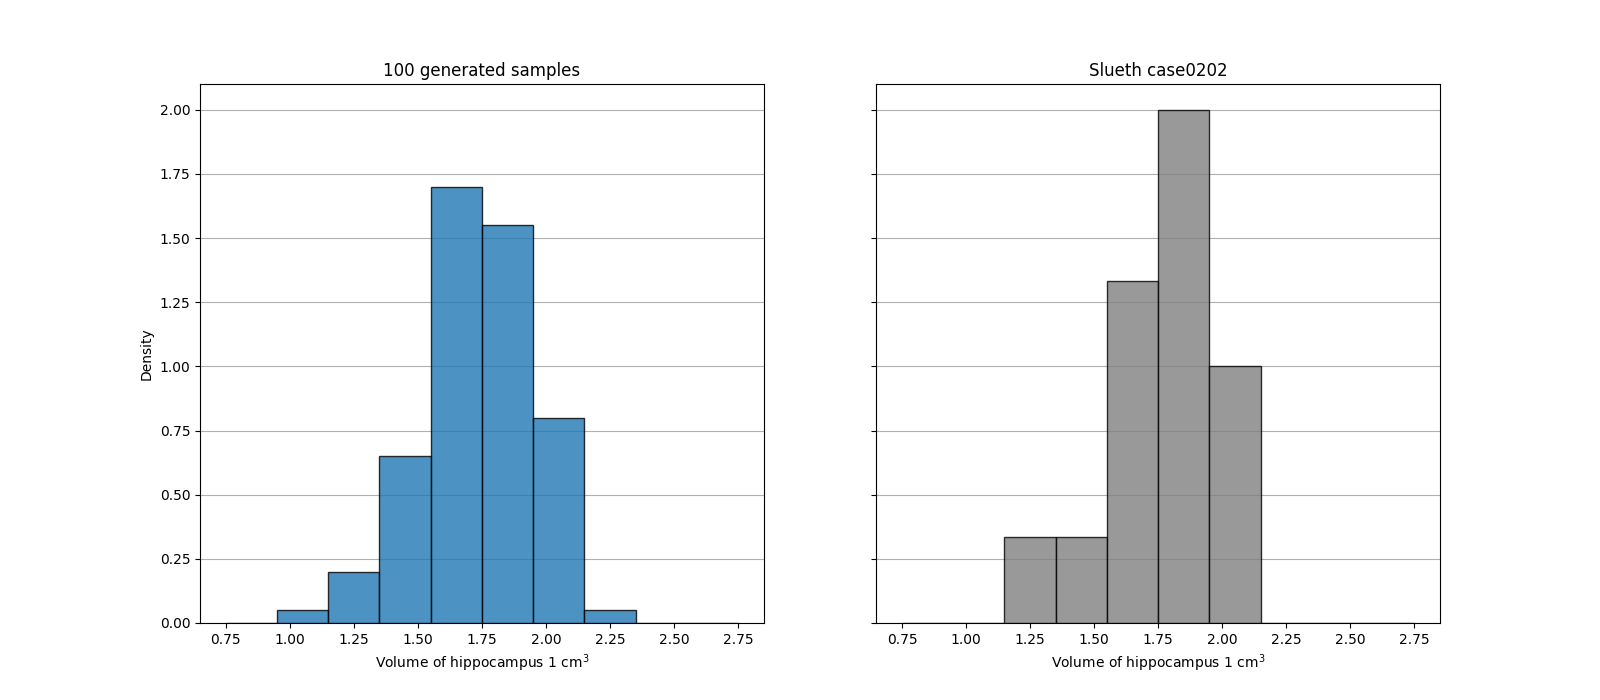 100 generated samples
Slueth case0202
2.00
1.75
1.50
1.25
1.00
0.75
0.50
0.25
0.00
Density
0.75 1.00 1.25 1.50 1.75 2.00 2.25 2.50 2.75
0.75 1.00 1.25 1.50 1.75 2.00 2.25 2.50 2.75
Volume of hippocampus 1 cm³
Volume of hippocampus 1 cm³